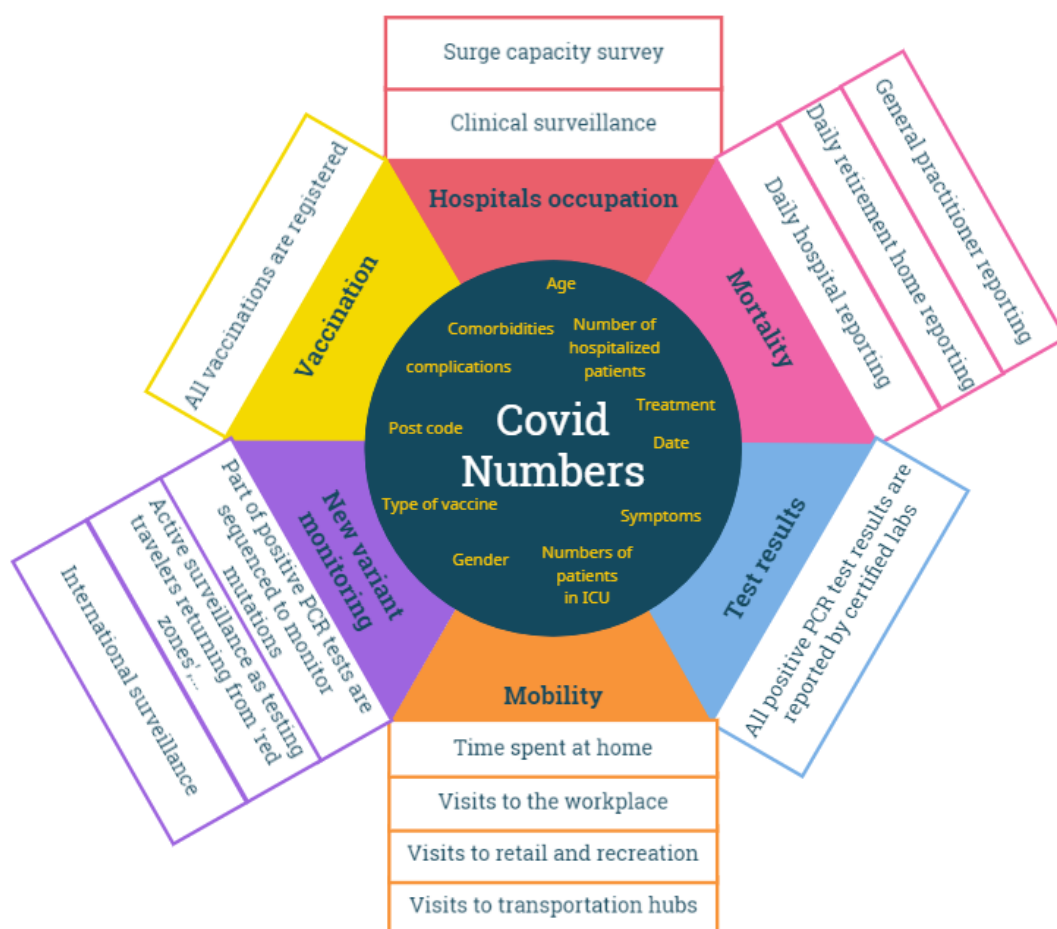 Surge capacity survey
Clinical surveillance
Hospitals occupation
General practitioner reporting
Daily retirement home reporting
Daily hospital reporting
Mortality
All vaccinations are registered
Vaccination
Age
Comorbidities
Number of
hospitalized
patients
complications
Treatment
Post code
Date
Covid
Numbers
Type of vaccine
Symptoms
Gender
Numbers of
patients
in ICU
New variant
monitoring
Part of positive PCR tests are
sequenced to monitor
mutations
Active surveillance as testing
travelers returning from 'red
zones',...
International surveillance
Test results
All positive PCR test results are
reported by certified labs
Mobility
Time spent at home
Visits to the workplace
Visits to retail and recreation
Visits to transportation hubs